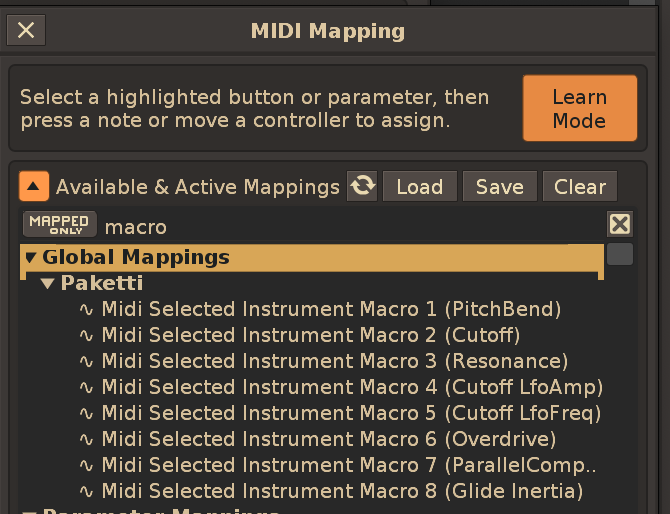 MIDI Mapping
Select a highlighted button or parameter, then
press a note or move a controller to assign.
Learn
Mode
Available & Active Mappings
Load
Save
Clear
MAPPED
ONLY
macro
Global Mappings
Paketti
Midi Selected Instrument Macro 1 (PitchBend)
Midi Selected Instrument Macro 2 (Cutoff)
Midi Selected Instrument Macro 3 (Resonance)
Midi Selected Instrument Macro 4 (Cutoff LfoAmp)
Midi Selected Instrument Macro 5 (Cutoff LfoFreq)
Midi Selected Instrument Macro 6 (Overdrive)
Midi Selected Instrument Macro 7 (ParallelComp..
Midi Selected Instrument Macro 8 (Glide Inertia)
Parameter Mappings